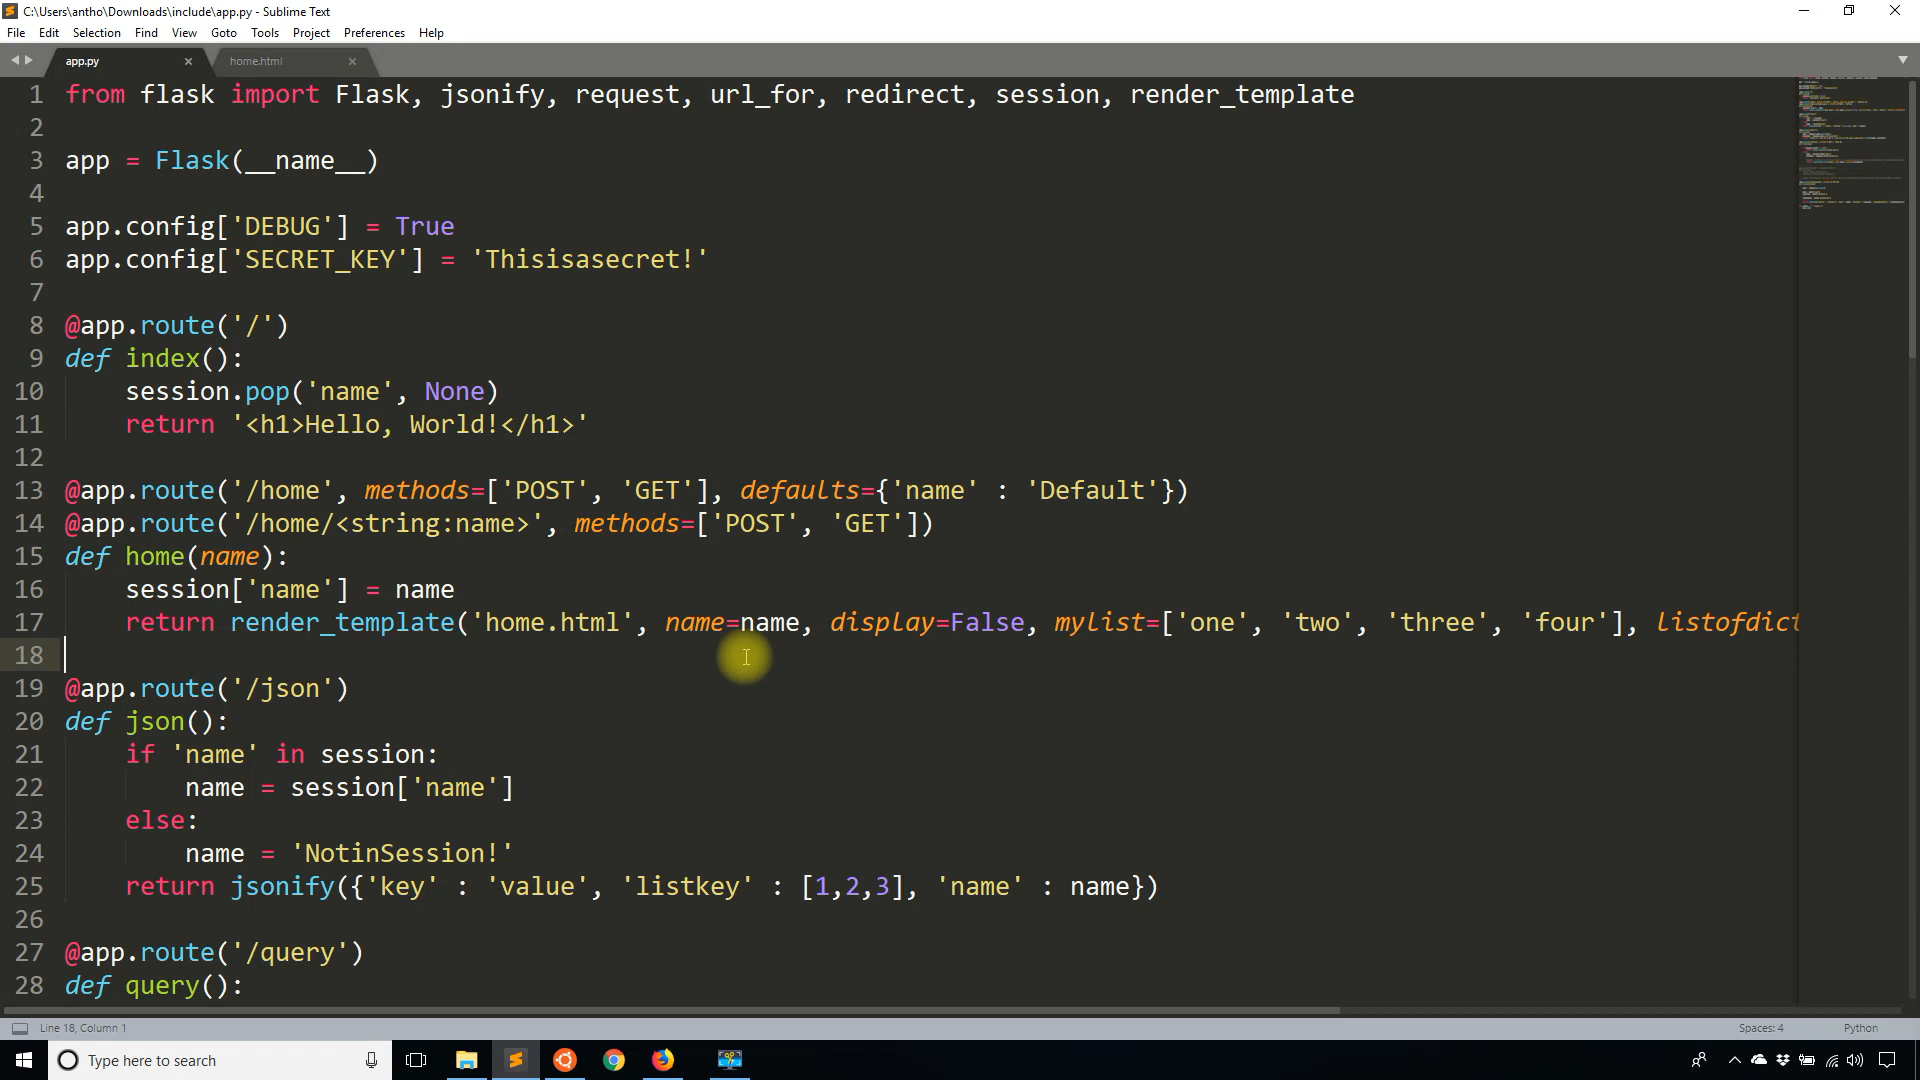 C:\Users\antho\Downloads\include\app.py - Sublime Text
File Edit Selection Find View Goto Tools Project Preferences Help
app.py home.html
1 from flask import Flask, jsonify, request, url_for, redirect, session, render_template
2
3 app = Flask(__name__)
4
5 app.config['DEBUG'] = True
6 app.config['SECRET_KEY'] = 'Thisisasecret!'
7
8 @app.route('/')
9 def index():
10     session.pop('name', None)
11     return '<h1>Hello, World!</h1>'
12
13 @app.route('/home', methods=['POST', 'GET'], defaults={'name' : 'Default'})
14 @app.route('/home/<string:name>', methods=['POST', 'GET'])
15 def home(name):
16     session['name'] = name
17     return render_template('home.html', name=name, display=False, mylist=['one', 'two', 'three', 'four'], listofdict
18
19 @app.route('/json')
20 def json():
21     if 'name' in session:
22         name = session['name']
23     else:
24         name = 'NotinSession!'
25     return jsonify({'key' : 'value', 'listkey' : [1,2,3], 'name' : name})
26
27 @app.route('/query')
28 def query():
Line 18, Column 1 Spaces: 4 Python
Type here to search